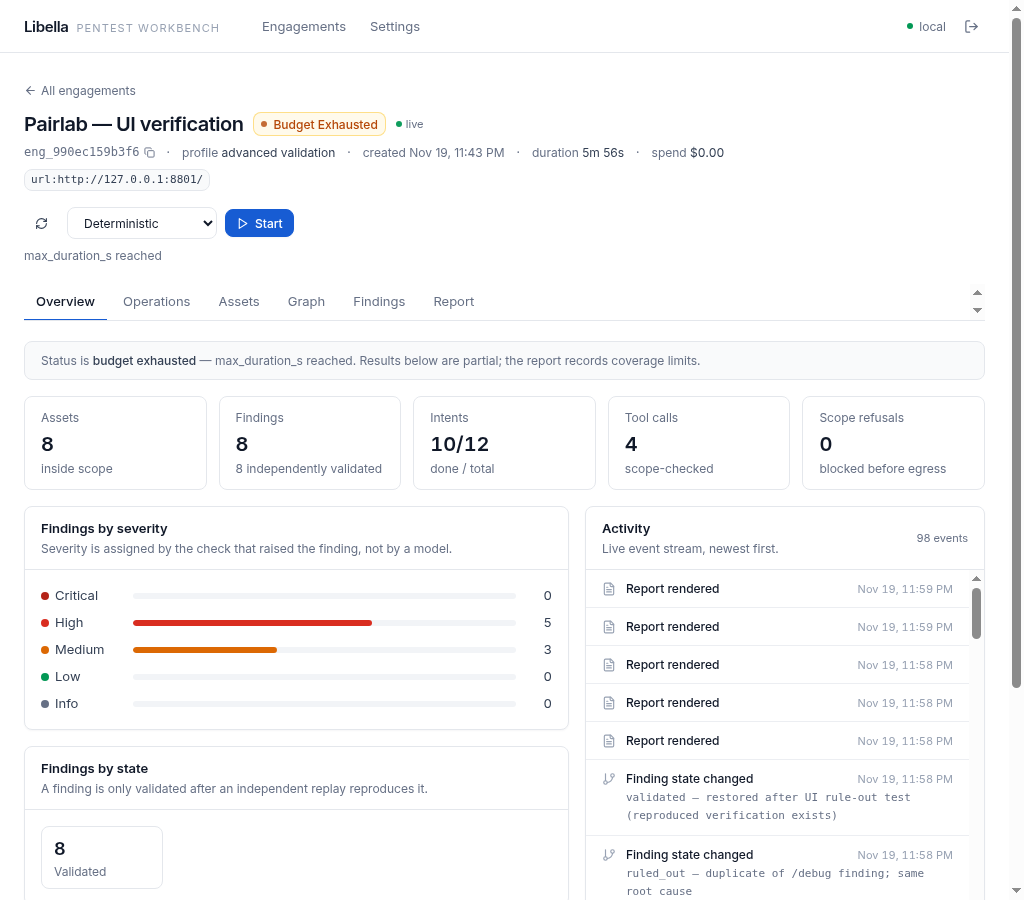 Libella PENTEST WORKBENCH Engagements Settings local
All engagements
Pairlab — UI verification Budget Exhausted live
eng_990ec159b3f6 · profile advanced validation · created Nov 19, 11:43 PM · duration 5m 56s · spend $0.00
url:http://127.0.0.1:8801/
Deterministic Start
max_duration_s reached
Overview Operations Assets Graph Findings Report
Status is budget exhausted — max_duration_s reached. Results below are partial; the report records coverage limits.
Assets
8
inside scope
Findings
8
8 independently validated
Intents
10/12
done / total
Tool calls
4
scope-checked
Scope refusals
0
blocked before egress
Findings by severity
Severity is assigned by the check that raised the finding, not by a model.
Critical 0
High 5
Medium 3
Low 0
Info 0
Findings by state
A finding is only validated after an independent replay reproduces it.
8
Validated
Activity
Live event stream, newest first.
98 events
Report rendered Nov 19, 11:59 PM
Report rendered Nov 19, 11:59 PM
Report rendered Nov 19, 11:58 PM
Report rendered Nov 19, 11:58 PM
Report rendered Nov 19, 11:58 PM
Finding state changed Nov 19, 11:58 PM
validated — restored after UI rule-out test
(reproduced verification exists)
Finding state changed Nov 19, 11:58 PM
ruled_out — duplicate of /debug finding; same
root cause